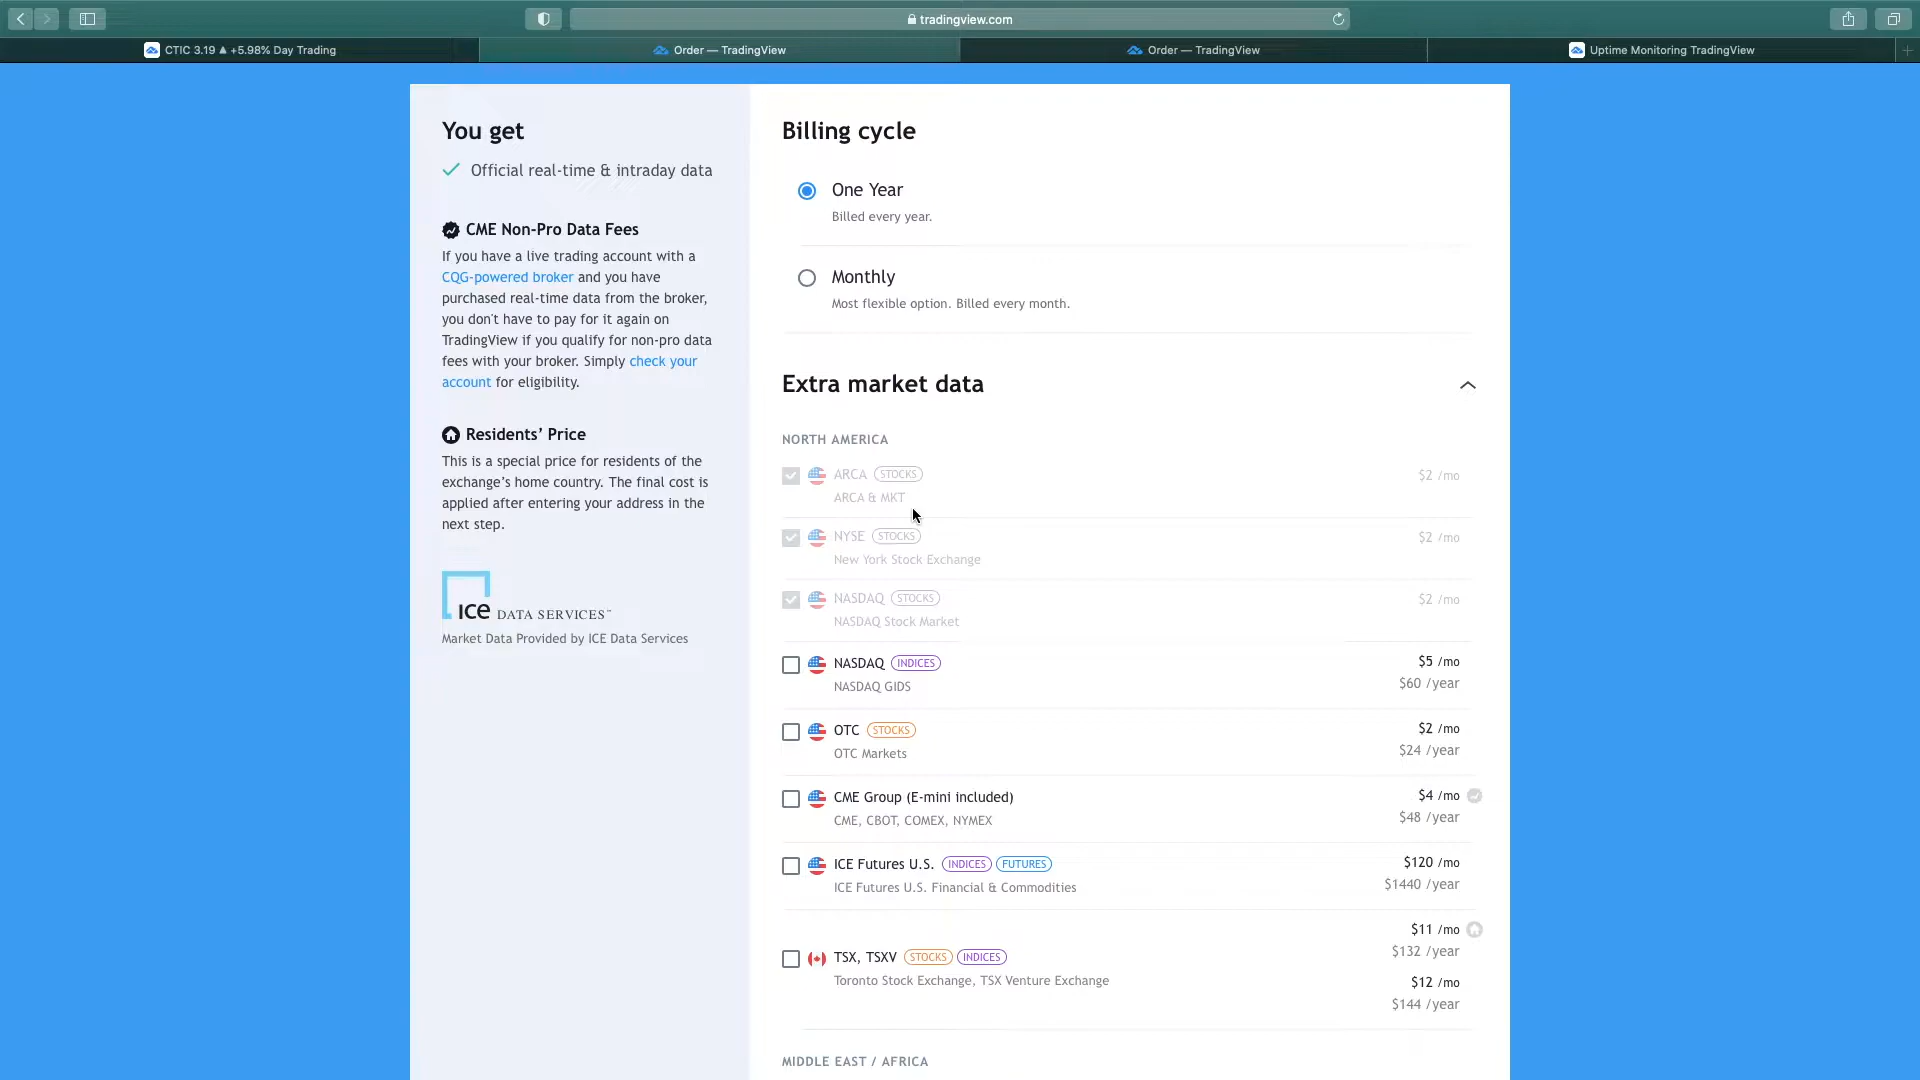 tradingview.com
CTIC 3.19 ▲ +5.98% Day Trading
Order — TradingView
Order — TradingView
Uptime Monitoring TradingView
You get
Official real-time & intraday data
CME Non-Pro Data Fees
If you have a live trading account with a
CQG-powered broker and you have
purchased real-time data from the broker,
you don't have to pay for it again on
TradingView if you qualify for non-pro data
fees with your broker. Simply check your
account for eligibility.
Residents’ Price
This is a special price for residents of the
exchange’s home country. The final cost is
applied after entering your address in the
next step.
ICE DATA SERVICES™
Market Data Provided by ICE Data Services
Billing cycle
One Year
Billed every year.
Monthly
Most flexible option. Billed every month.
Extra market data
NORTH AMERICA
ARCA STOCKS $2 /mo
ARCA & MKT
NYSE STOCKS $2 /mo
New York Stock Exchange
NASDAQ STOCKS $2 /mo
NASDAQ Stock Market
NASDAQ INDICES $5 /mo
NASDAQ GIDS $60 /year
OTC STOCKS $2 /mo
OTC Markets $24 /year
CME Group (E-mini included) $4 /mo
CME, CBOT, COMEX, NYMEX $48 /year
ICE Futures U.S. INDICES FUTURES $120 /mo
ICE Futures U.S. Financial & Commodities $1440 /year
$11 /mo
$132 /year
TSX, TSXV STOCKS INDICES
Toronto Stock Exchange, TSX Venture Exchange
$12 /mo
$144 /year
MIDDLE EAST / AFRICA